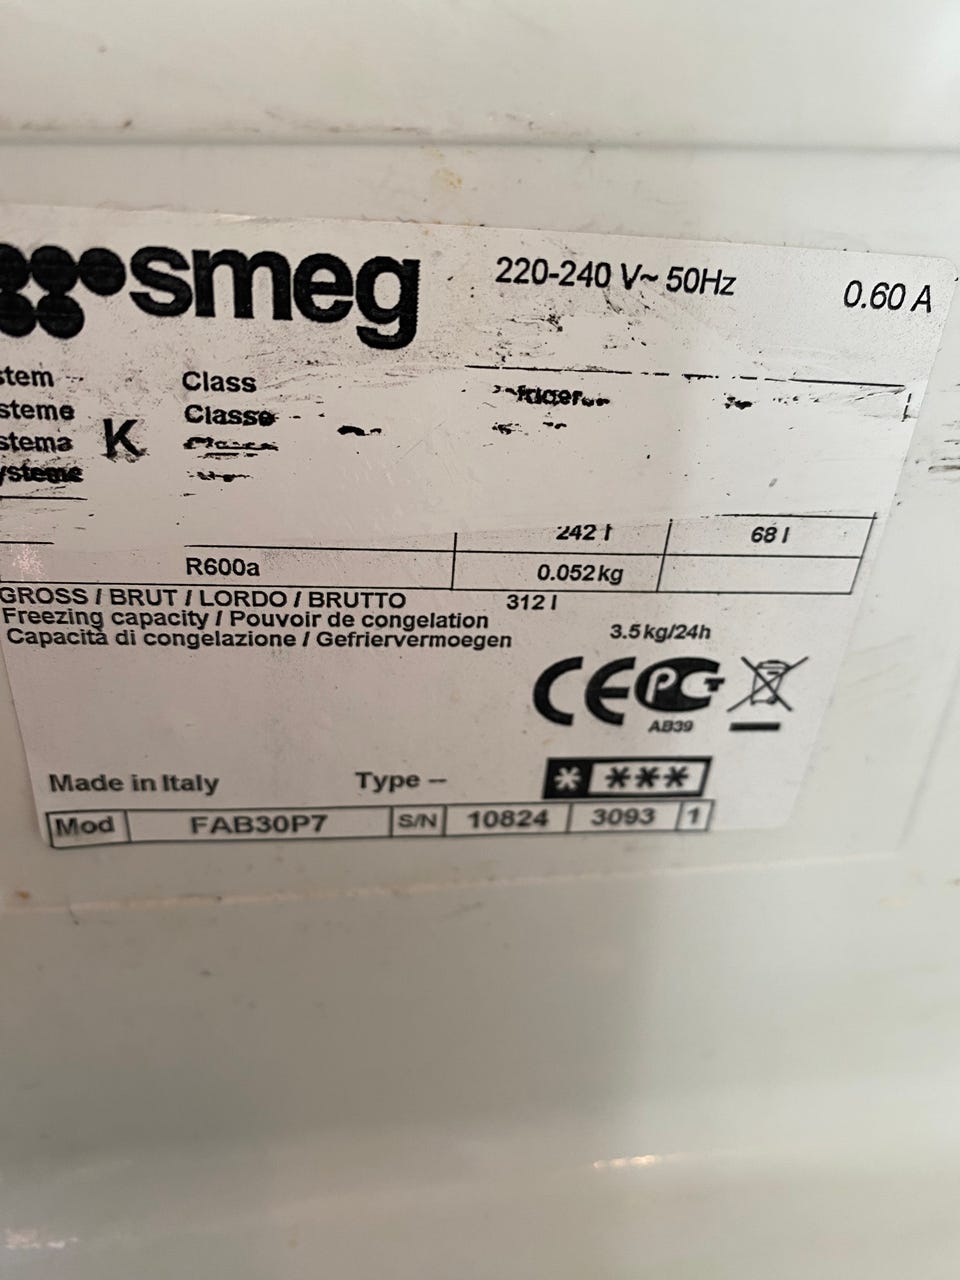 smeg
220-240 V~ 50Hz 0.60 A
stem
steme
stema
ysteme
K
Class
Classe
242 l 68 l
R600a 0.052 kg
GROSS / BRUT / LORDO / BRUTTO 312 l
Freezing capacity / Pouvoir de congelation
Capacità di congelazione / Gefriervermoegen 3.5 kg/24h
CE PCT
AB39
Made in Italy Type -- * ***
Mod FAB30P7 S/N 10824 3093 1